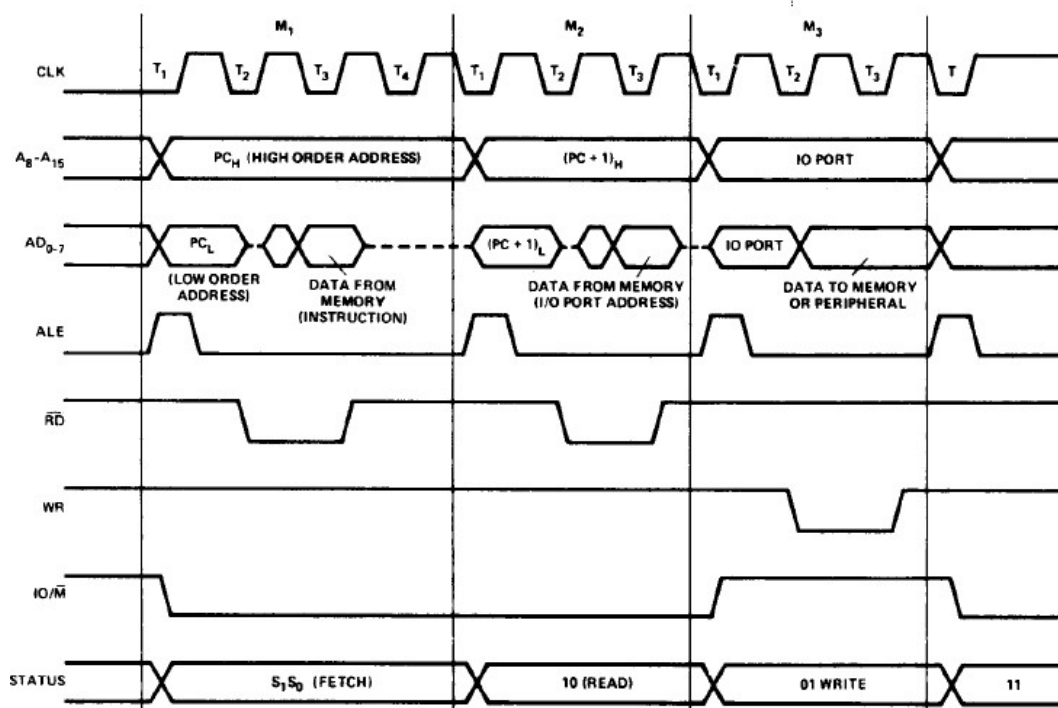 M1 M2 M3
CLK T1 T2 T3 T4 T1 T2 T3 T1 T2 T3 T
A8-A15 PCH (HIGH ORDER ADDRESS) (PC + 1)H IO PORT
AD0-7 PCL (PC + 1)L IO PORT
(LOW ORDER
ADDRESS)
DATA FROM
MEMORY
(INSTRUCTION)
DATA FROM MEMORY
(I/O PORT ADDRESS)
DATA TO MEMORY
OR PERIPHERAL
ALE
R̅D̅
WR
IO/M̅
STATUS S1S0 (FETCH) 10 (READ) 01 WRITE 11